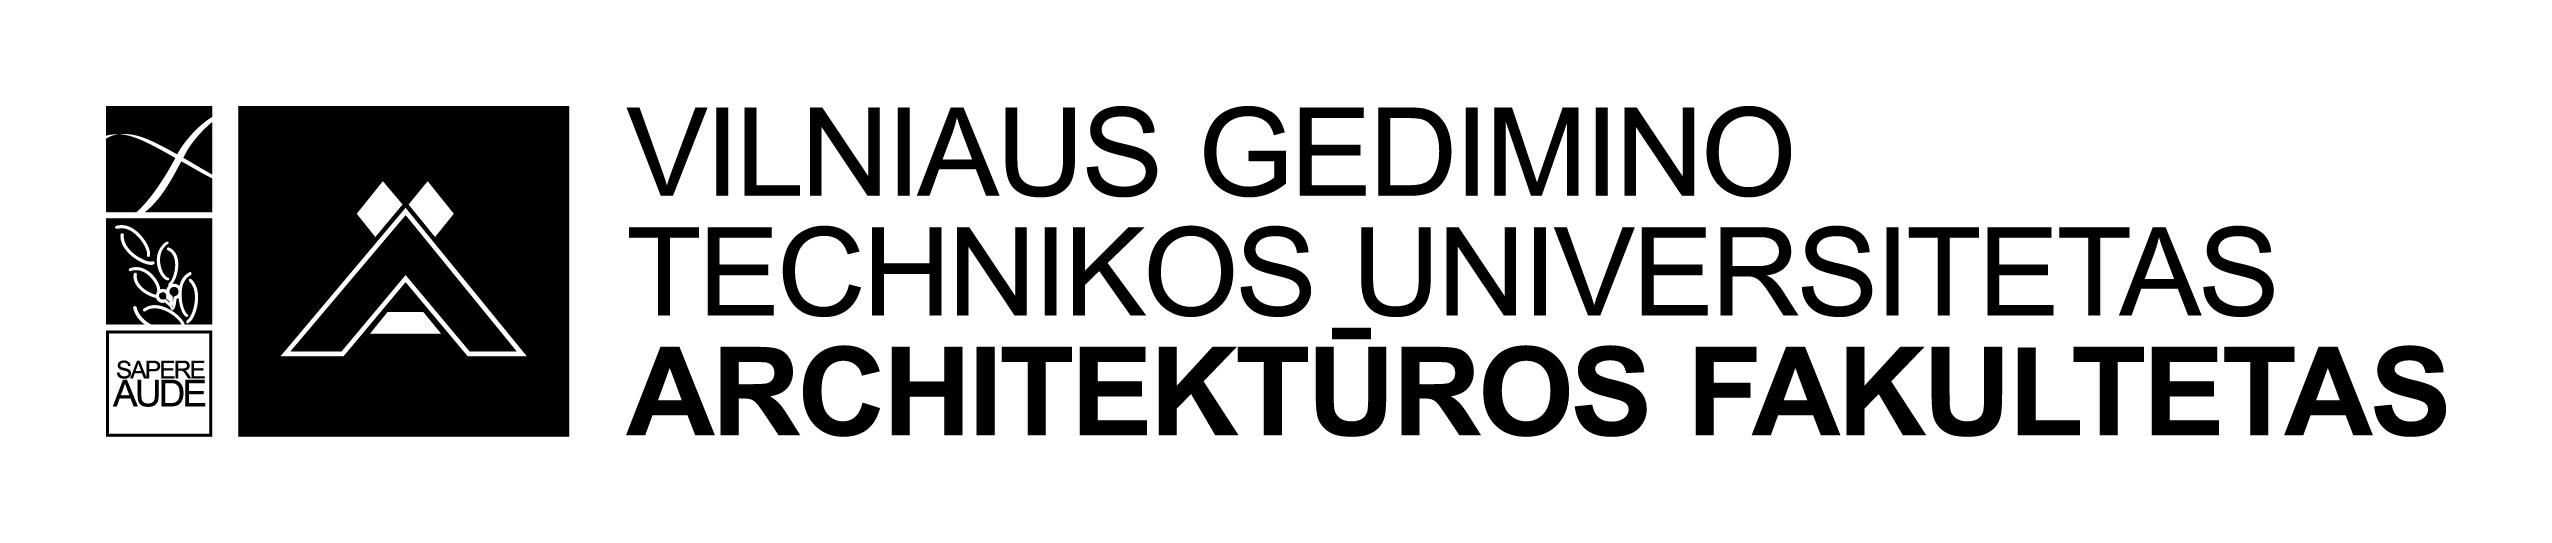 SAPERE
AUDE
VILNIAUS GEDIMINO
TECHNIKOS UNIVERSITETAS
ARCHITEKTŪROS FAKULTETAS